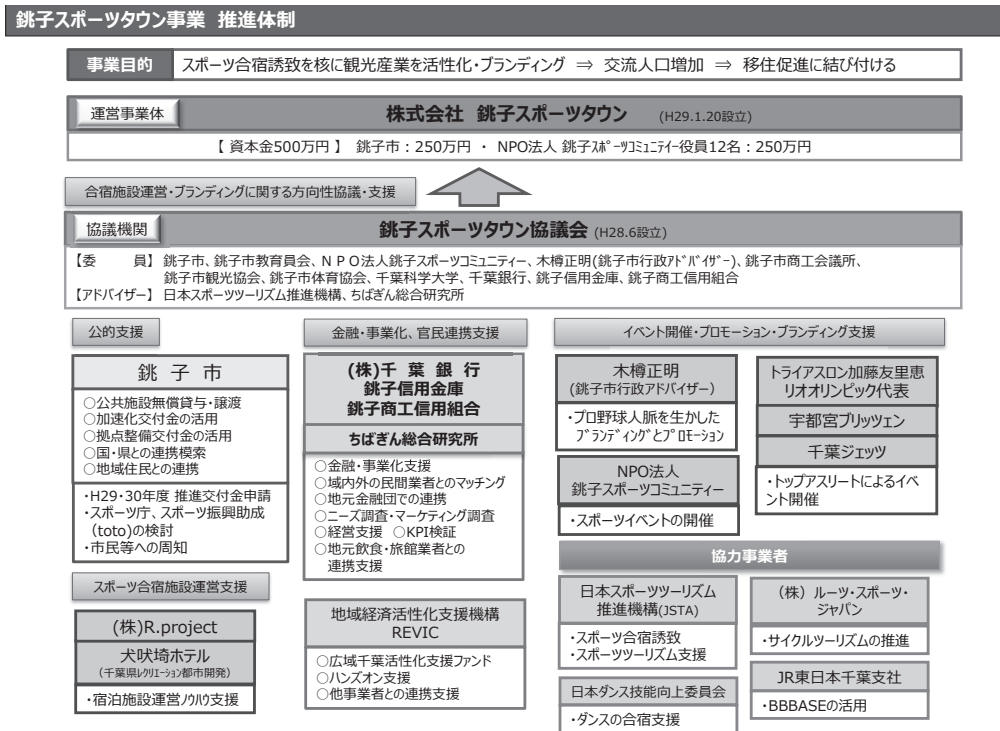 銚子スポーツタウン事業 推進体制
事業目的 スポーツ合宿誘致を核に観光産業を活性化・ブランディング ⇒ 交流人口増加 ⇒ 移住促進に結び付ける
運営事業体 株式会社 銚子スポーツタウン (H29.1.20設立)
【 資本金500万円 】 銚子市：250万円 ・ NPO法人 銚子ｽﾎﾟｰﾂｺﾐｭﾆﾃｨｰ役員12名：250万円
合宿施設運営・ブランディングに関する方向性協議・支援
協議機関 銚子スポーツタウン協議会 (H28.6設立)
【委 員】 銚子市、銚子市教育員会、ＮＰＯ法人銚子スポーツコミュニティー、木樽正明(銚子市行政ｱﾄﾞﾊﾞｲｻﾞｰ)、銚子市商工会議所、
銚子市観光協会、銚子市体育協会、千葉科学大学、千葉銀行、銚子信用金庫、銚子商工信用組合
【アドバイザー】 日本スポーツツーリズム推進機構、ちばぎん総合研究所
公的支援
銚 子 市
○公共施設無償貸与・譲渡
○加速化交付金の活用
○拠点整備交付金の活用
○国・県との連携模索
○地域住民との連携
・H29・30年度 推進交付金申請
・スポーツ庁、スポーツ振興助成
(toto)の検討
・市民等への周知
スポーツ合宿施設運営支援
(株)R.project
犬吠埼ホテル
（千葉県ﾚｸﾘｴｰｼｮﾝ都市開発）
・宿泊施設運営ﾉｳﾊｳ支援
金融・事業化、官民連携支援
(株)千 葉 銀 行
銚子信用金庫
銚子商工信用組合
ちばぎん総合研究所
○金融・事業化支援
○域内外の民間業者とのマッチング
○地元金融団での連携
○ニーズ調査・マーケティング調査
○経営支援 ○KPI検証
○地元飲食・旅館業者との
連携支援
地域経済活性化支援機構
REVIC
○広域千葉活性化支援ファンド
○ハンズオン支援
○他事業者との連携支援
イベント開催・プロモーション・ブランディング支援
木樽正明
(銚子市行政アドバイザー)
・プロ野球人脈を生かした
ﾌﾞﾗﾝﾃﾞｨﾝｸﾞとﾌﾟﾛﾓｰｼｮﾝ
NPO法人
銚子スポーツコミュニティー
・スポーツイベントの開催
トライアスロン加藤友里恵
リオオリンピック代表
宇都宮ブリッツェン
千葉ジェッツ
・トップアスリートによるイベ
ント開催
協力事業者
日本スポーツツーリズム
推進機構(JSTA)
・スポーツ合宿誘致
・スポーツツーリズム支援
日本ダンス技能向上委員会
・ダンスの合宿支援
（株）ルーツ・スポーツ・
ジャパン
・サイクルツーリズムの推進
JR東日本千葉支社
・BBBASEの活用